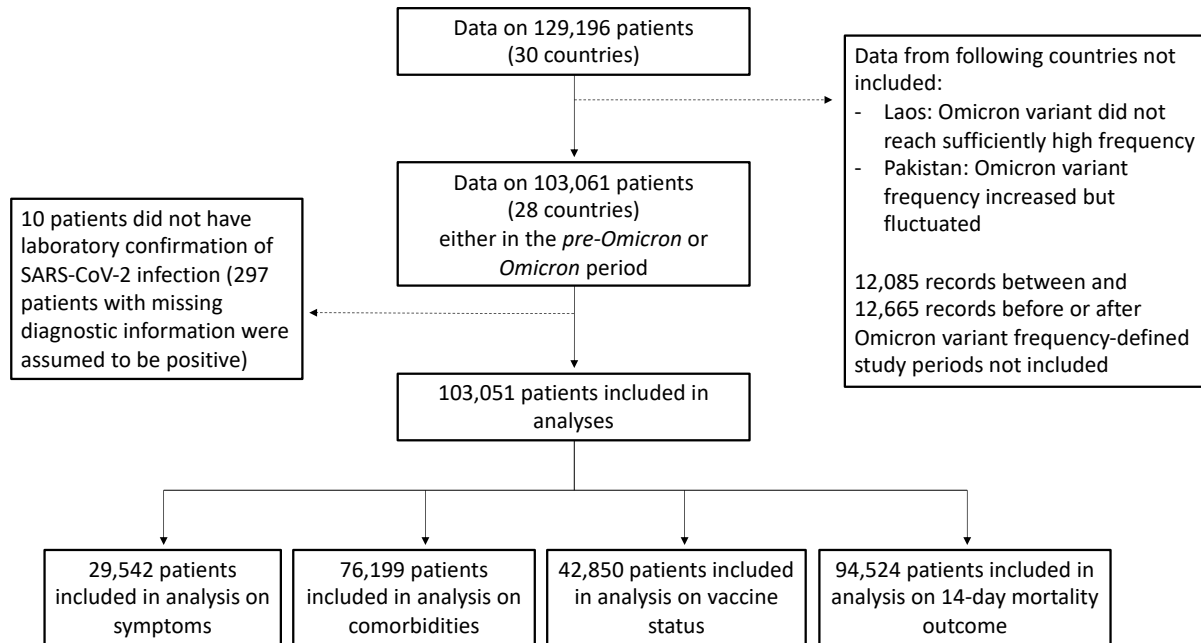 Data on 129,196 patients
(30 countries)
Data from following countries not
included:
- Laos: Omicron variant did not
reach sufficiently high frequency
- Pakistan: Omicron variant
frequency increased but
fluctuated
12,085 records between and
12,665 records before or after
Omicron variant frequency-defined
study periods not included
Data on 103,061 patients
(28 countries)
either in the pre-Omicron or
Omicron period
10 patients did not have
laboratory confirmation of
SARS-CoV-2 infection (297
patients with missing
diagnostic information were
assumed to be positive)
103,051 patients included in
analyses
29,542 patients
included in analysis on
symptoms
76,199 patients
included in analysis on
comorbidities
42,850 patients included
in analysis on vaccine
status
94,524 patients included in
analysis on 14-day mortality
outcome